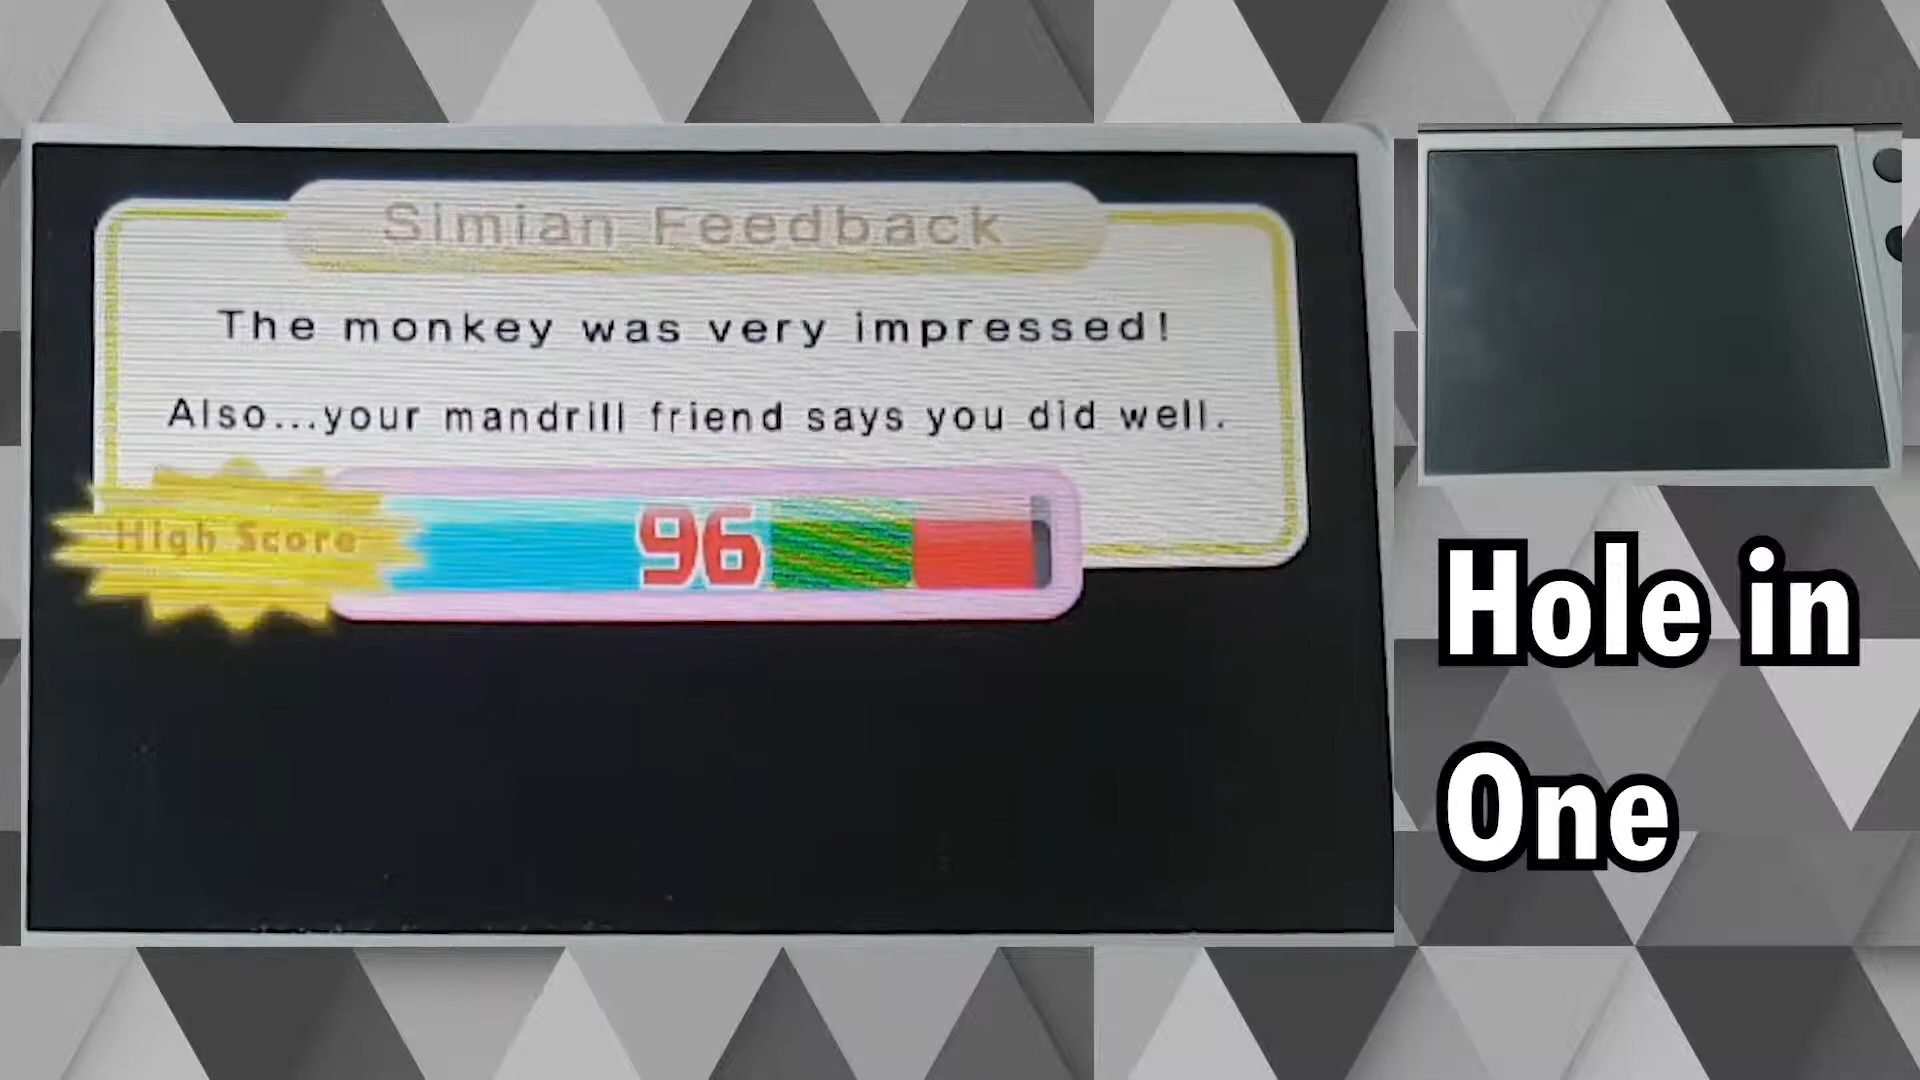 Simian Feedback
The monkey was very impressed!
Also...your mandrill friend says you did well.
High Score
96
Hole in
One